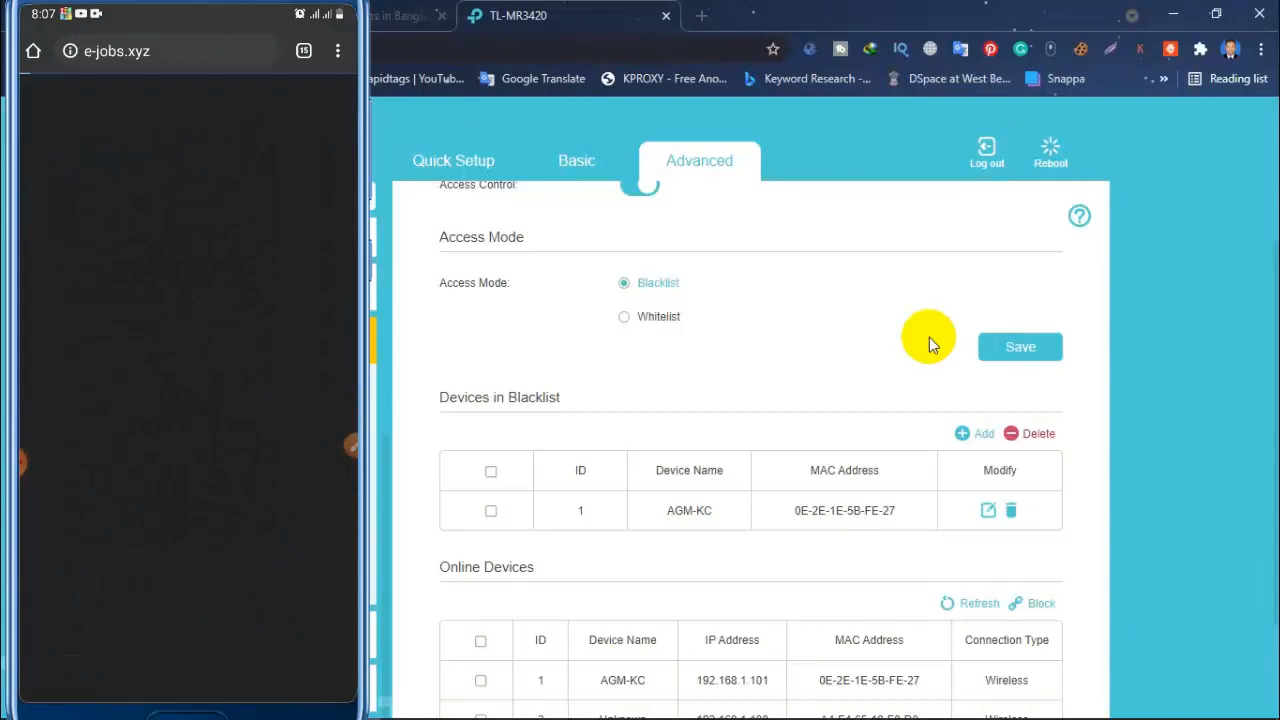 8:07
e-jobs.xyz
15
ss in Bangl
TL-MR3420
apidtags | YouTub...
Google Translate
KPROXY - Free Ano...
Keyword Research -...
DSpace at West Be...
Snappa
»
Reading list
Quick Setup
Basic
Advanced
Log out
Reboot
Access Control:
Access Mode
Access Mode:
Blacklist
Whitelist
Save
Devices in Blacklist
Add
Delete
ID
Device Name
MAC Address
Modify
1
AGM-KC
0E-2E-1E-5B-FE-27
Online Devices
Refresh
Block
ID
Device Name
IP Address
MAC Address
Connection Type
1
AGM-KC
192.168.1.101
0E-2E-1E-5B-FE-27
Wireless